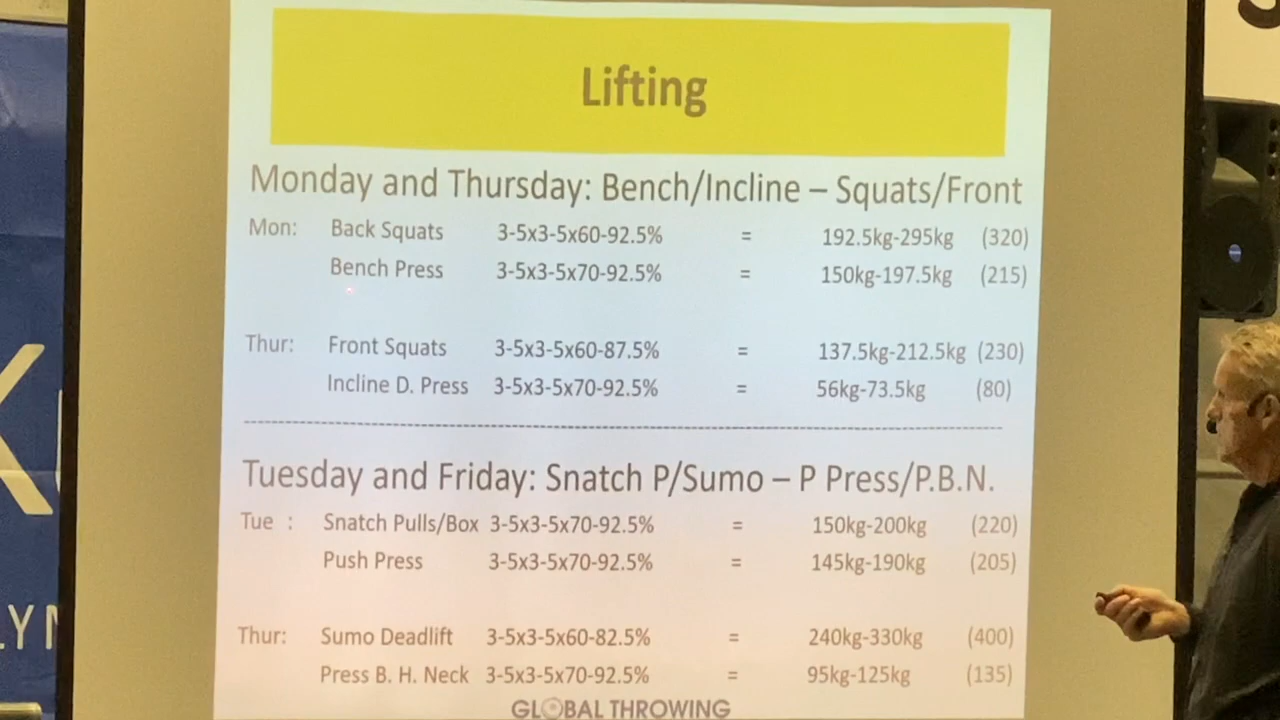 Lifting
Monday and Thursday: Bench/Incline – Squats/Front
Mon: Back Squats 3-5x3-5x60-92.5% = 192.5kg-295kg (320)
Bench Press 3-5x3-5x70-92.5% = 150kg-197.5kg (215)
Thur: Front Squats 3-5x3-5x60-87.5% = 137.5kg-212.5kg (230)
Incline D. Press 3-5x3-5x70-92.5% = 56kg-73.5kg (80)
Tuesday and Friday: Snatch P/Sumo – P Press/P.B.N.
Tue : Snatch Pulls/Box 3-5x3-5x70-92.5% = 150kg-200kg (220)
Push Press 3-5x3-5x70-92.5% = 145kg-190kg (205)
Thur: Sumo Deadlift 3-5x3-5x60-82.5% = 240kg-330kg (400)
Press B. H. Neck 3-5x3-5x70-92.5% = 95kg-125kg (135)
GLOBAL THROWING